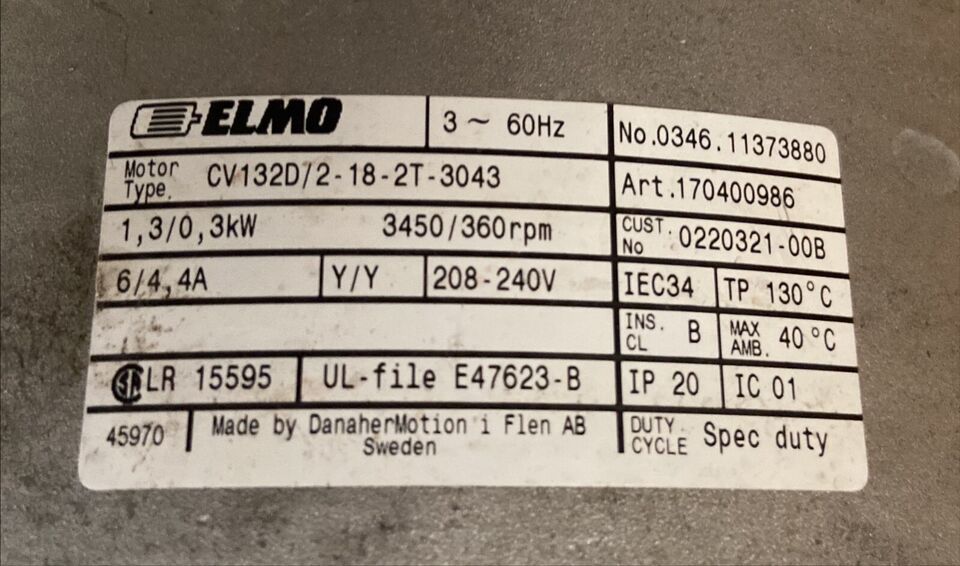 ELMO 3 ~ 60Hz No.0346.11373880
Motor Type. CV132D/2-18-2T-3043 Art.170400986
1,3/0,3kW 3450/360rpm CUST. No 0220321-00B
6/4,4A Y/Y 208-240V IEC34 TP 130°C
INS. CL B MAX AMB. 40°C
SA LR 15595 UL-file E47623-B IP 20 IC 01
45970 Made by DanaherMotion i Flen AB
Sweden
DUTY CYCLE Spec duty